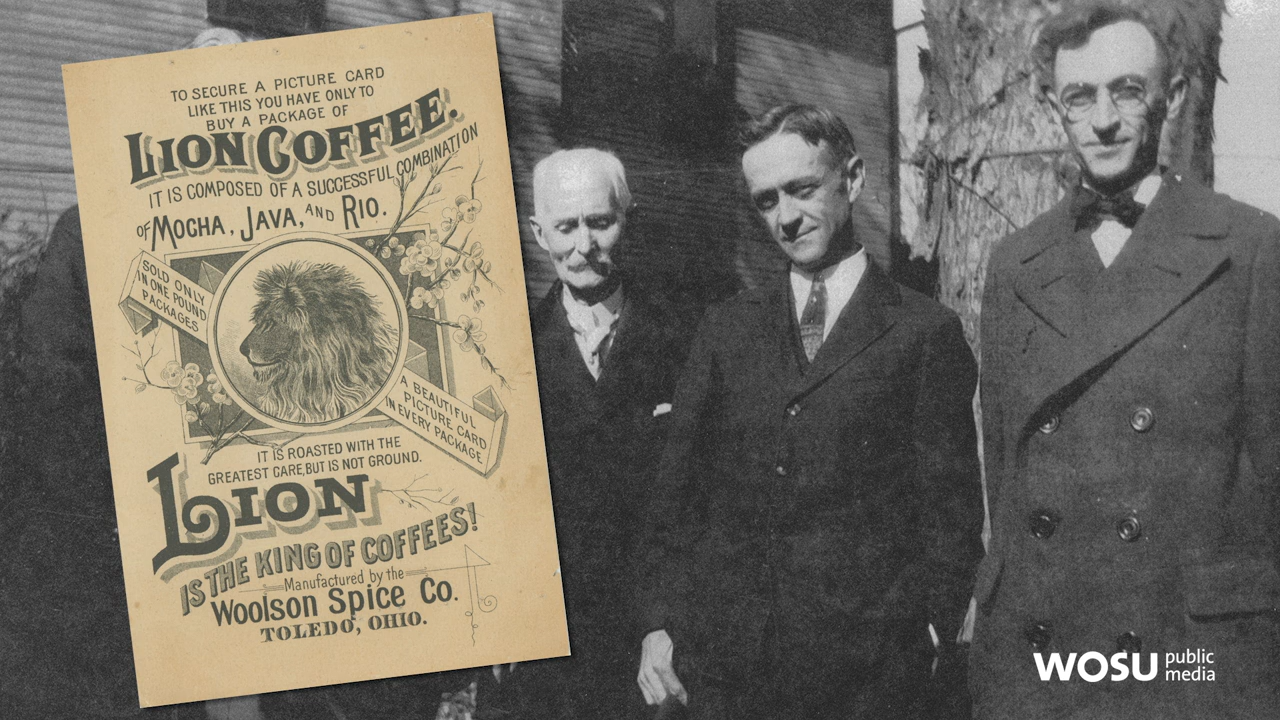 TO SECURE A PICTURE CARD
LIKE THIS YOU HAVE ONLY TO
BUY A PACKAGE OF
LION COFFEE.
IT IS COMPOSED OF A SUCCESSFUL COMBINATION
OF MOCHA, JAVA, AND RIO.
SOLD ONLY
IN ONE POUND
PACKAGES
A BEAUTIFUL
PICTURE CARD
IN EVERY PACKAGE
IT IS ROASTED WITH THE
GREATEST CARE, BUT IS NOT GROUND.
LION
IS THE KING OF COFFEES!
Manufactured by the
Woolson Spice Co.
TOLEDO, OHIO.
WOSU public
media